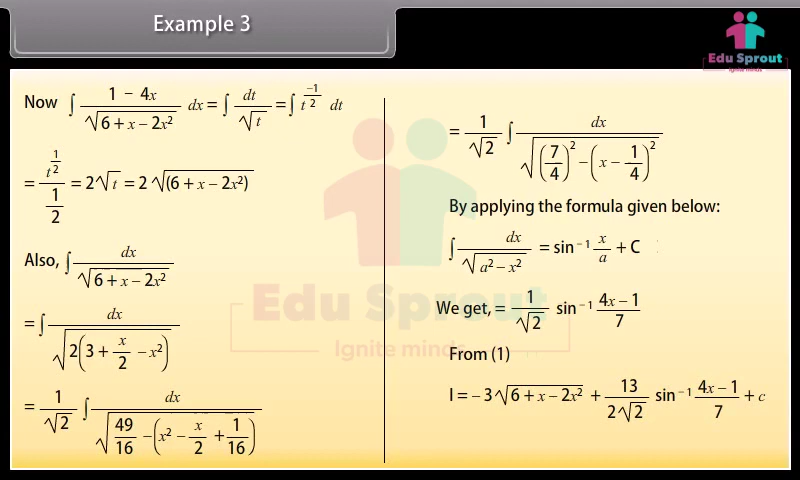 Example 3
Edu Sprout
Ignite minds
Now ∫ (1 – 4x)/√(6 + x – 2x²) dx = ∫ dt/√t = ∫ t^(–1/2) dt
= t^(1/2)/(1/2) = 2√t = 2√(6 + x – 2x²)
Also, ∫ dx/√(6 + x – 2x²)
= ∫ dx/√(2(3 + x/2 – x²))
= 1/√2 ∫ dx/√(49/16 – (x² – x/2 + 1/16))
= 1/√2 ∫ dx/√((7/4)² – (x – 1/4)²)
By applying the formula given below:
∫ dx/√(a² – x²) = sin⁻¹ x/a + C
We get, = 1/√2 sin⁻¹ (4x – 1)/7
From (1)
I = – 3√(6 + x – 2x²) + 13/(2√2) sin⁻¹ (4x – 1)/7 + c
Edu Sprout
Ignite minds